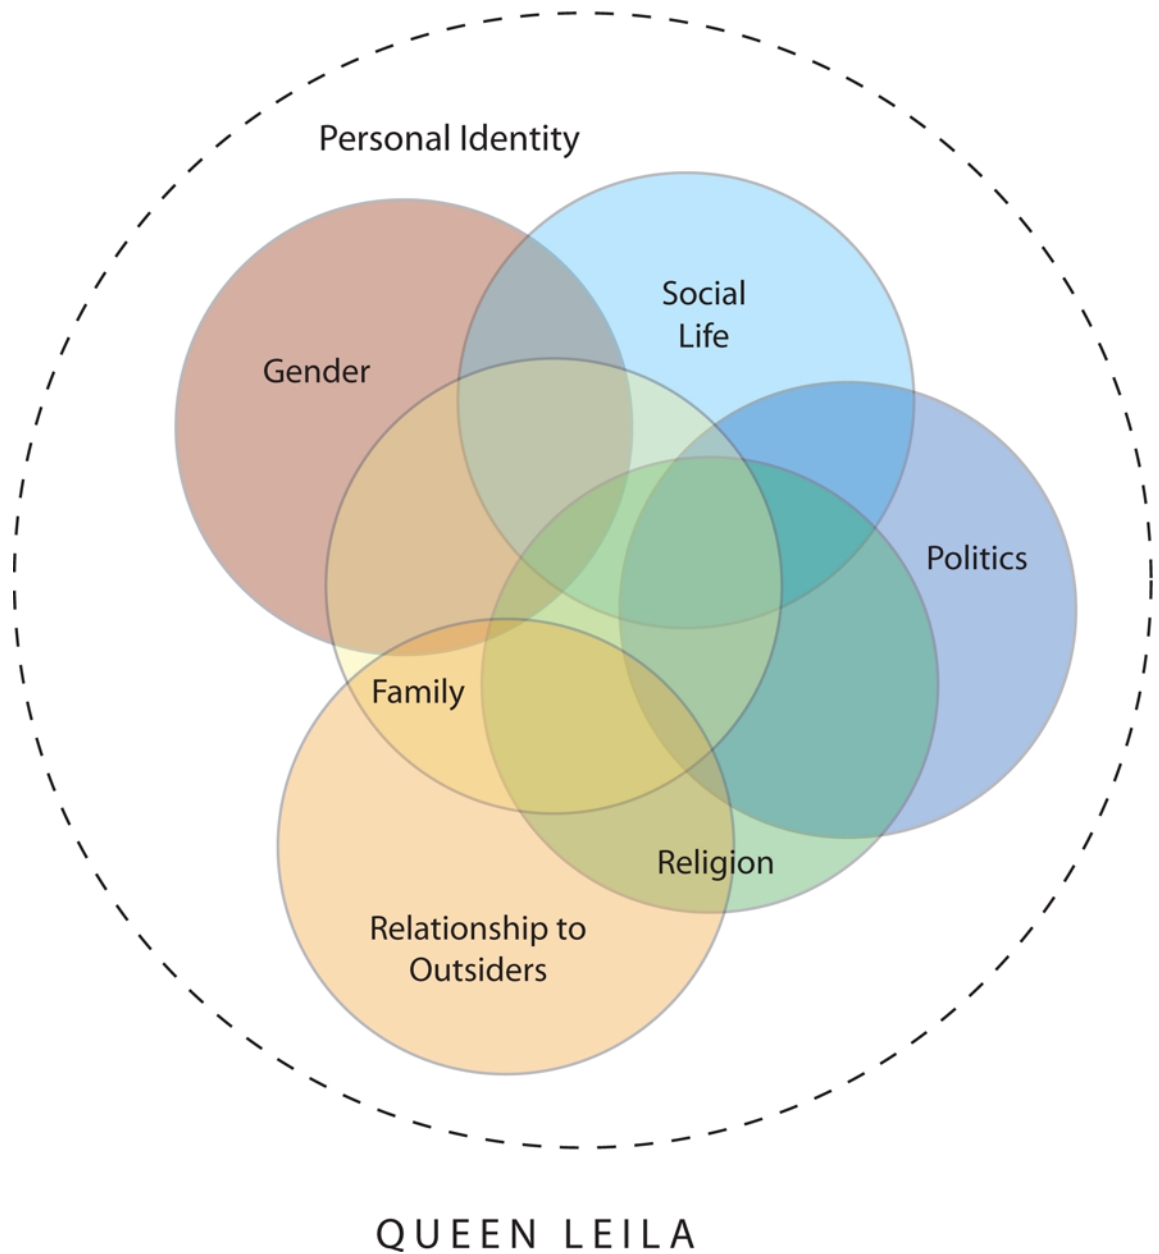 Personal Identity
Social
Life
Gender
Politics
Family
Religion
Relationship to
Outsiders
QUEEN LEILA